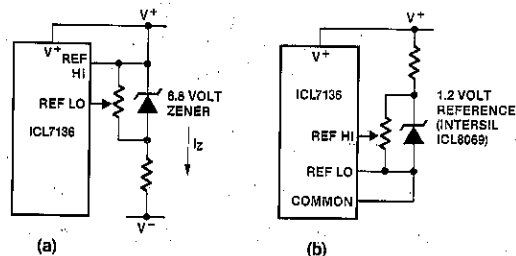 V+
V+
REF
HI
REF LO
ICL7136
6.8 VOLT
ZENER
IZ
V−
(a)
V+
V+
ICL7136
REF HI
REF LO
COMMON
1.2 VOLT
REFERENCE
(INTERSIL
ICL8069)
(b)